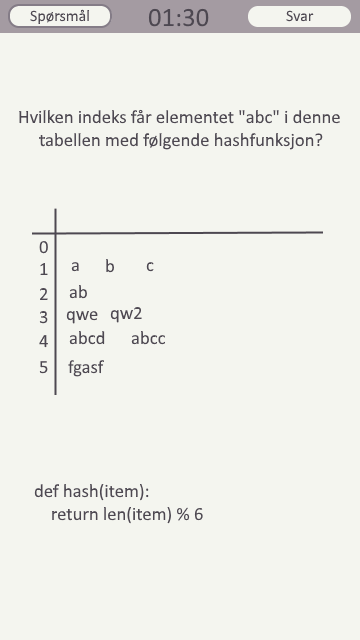 Spørsmål 01:30 Svar
Hvilken indeks får elementet "abc" i denne
tabellen med følgende hashfunksjon?
0
1 a b c
2 ab
3 qwe qw2
4 abcd abcc
5 fgasf
def hash(item):
return len(item) % 6